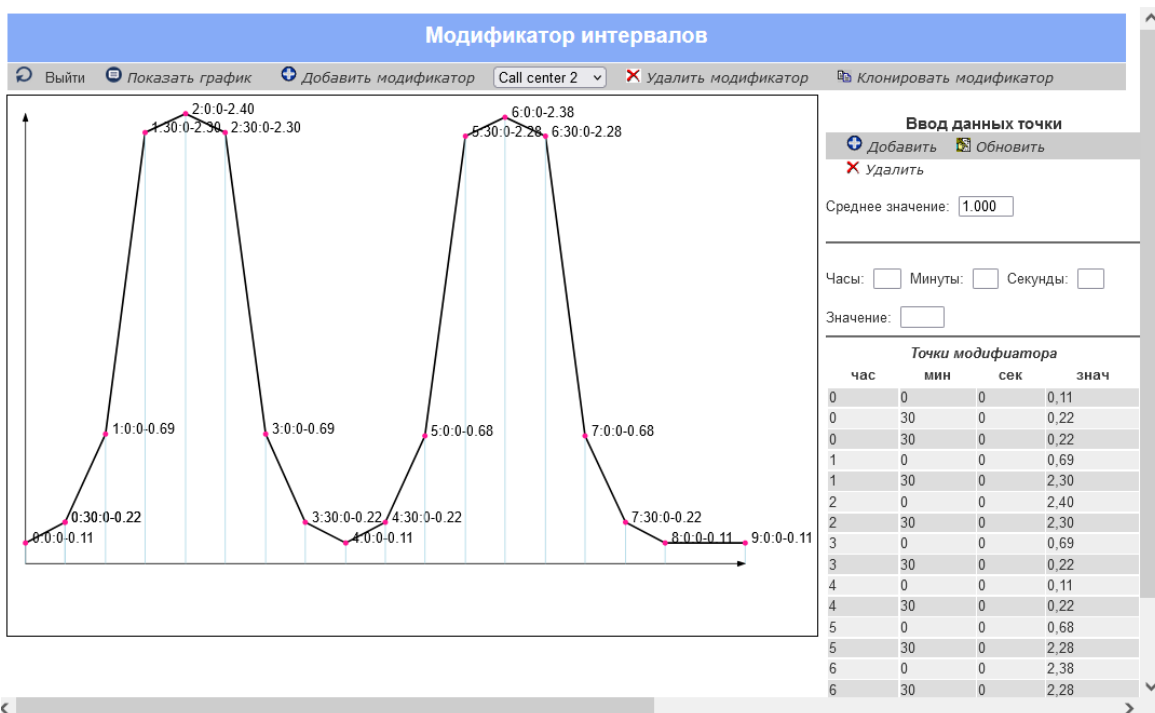 Модификатор интервалов
Выйти Показать график Добавить модификатор Call center 2 Удалить модификатор Клонировать модификатор
2:0:0-2.40
1:30:0-2.30 2:30:0-2.30
6:0:0-2.38
5:30:0-2.28 6:30:0-2.28
1:0:0-0.69 3:0:0-0.69 5:0:0-0.68 7:0:0-0.68
0:30:0-0.22 3:30:0-0.22 4:30:0-0.22 7:30:0-0.22
0:0:0-0.11 4:0:0-0.11 8:0:0-0.11 9:0:0-0.11
Ввод данных точки
Добавить Обновить
Удалить
Среднее значение: 1.000
Часы: Минуты: Секунды:
Значение:
Точки модифиатора
час мин сек знач
0 0 0 0,11
0 30 0 0,22
0 30 0 0,22
1 0 0 0,69
1 30 0 2,30
2 0 0 2,40
2 30 0 2,30
3 0 0 0,69
3 30 0 0,22
4 0 0 0,11
4 30 0 0,22
5 0 0 0,68
5 30 0 2,28
6 0 0 2,38
6 30 0 2,28